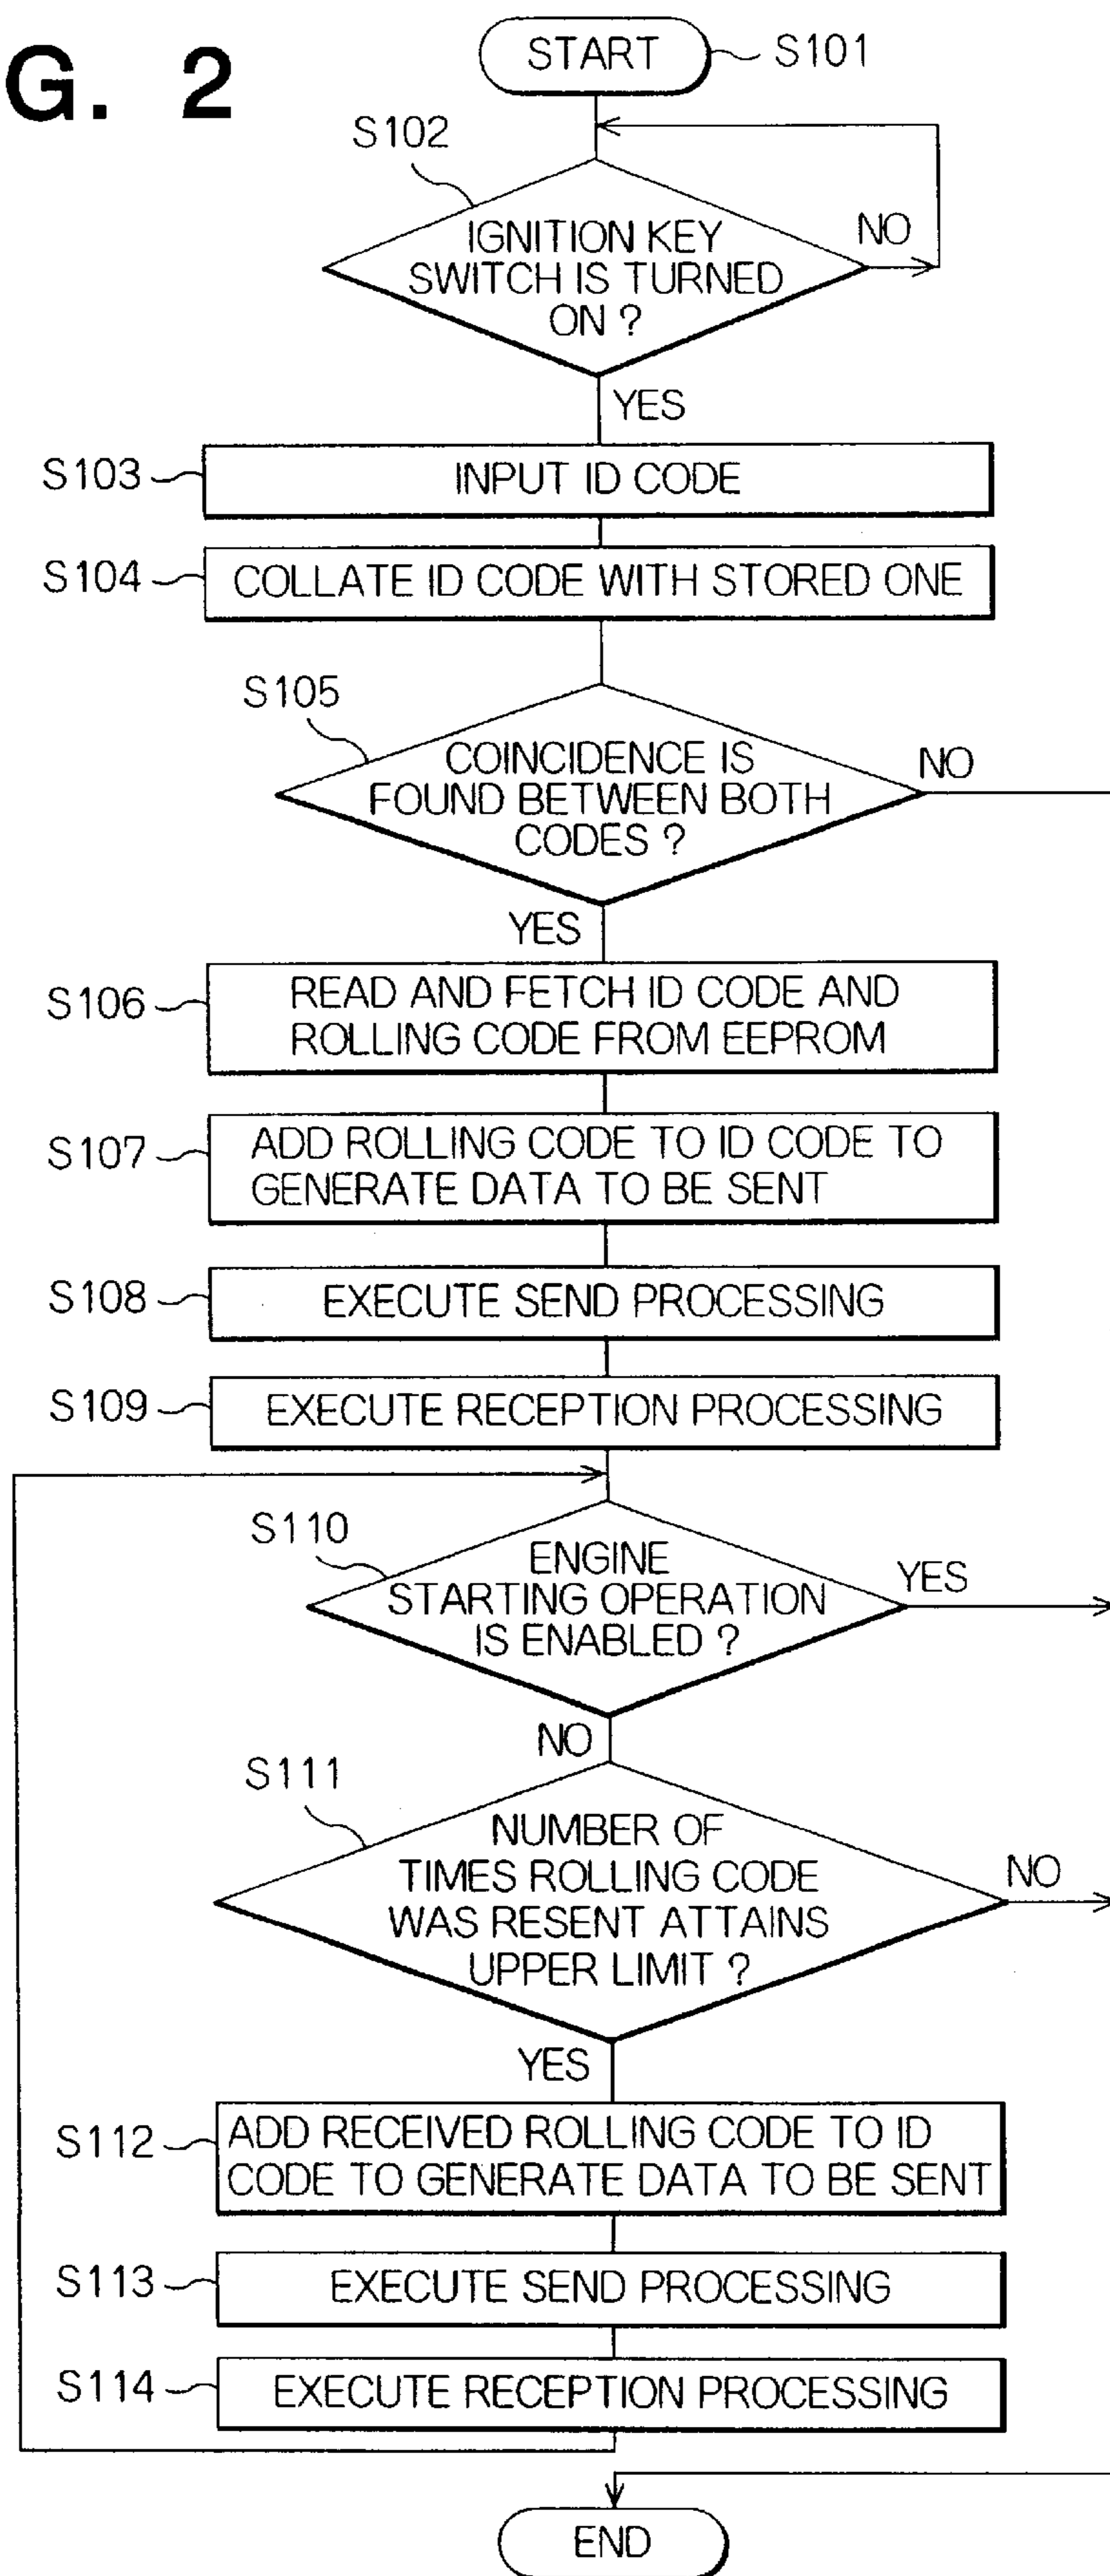 G. 2
START
S101
S102
IGNITION KEY
SWITCH IS TURNED
ON ?
NO
YES
S103
INPUT ID CODE
S104
COLLATE ID CODE WITH STORED ONE
S105
COINCIDENCE IS
FOUND BETWEEN BOTH
CODES ?
NO
YES
S106
READ AND FETCH ID CODE AND
ROLLING CODE FROM EEPROM
S107
ADD ROLLING CODE TO ID CODE TO
GENERATE DATA TO BE SENT
S108
EXECUTE SEND PROCESSING
S109
EXECUTE RECEPTION PROCESSING
S110
ENGINE
STARTING OPERATION
IS ENABLED ?
YES
NO
S111
NUMBER OF
TIMES ROLLING CODE
WAS RESENT ATTAINS
UPPER LIMIT ?
NO
YES
S112
ADD RECEIVED ROLLING CODE TO ID
CODE TO GENERATE DATA TO BE SENT
S113
EXECUTE SEND PROCESSING
S114
EXECUTE RECEPTION PROCESSING
END